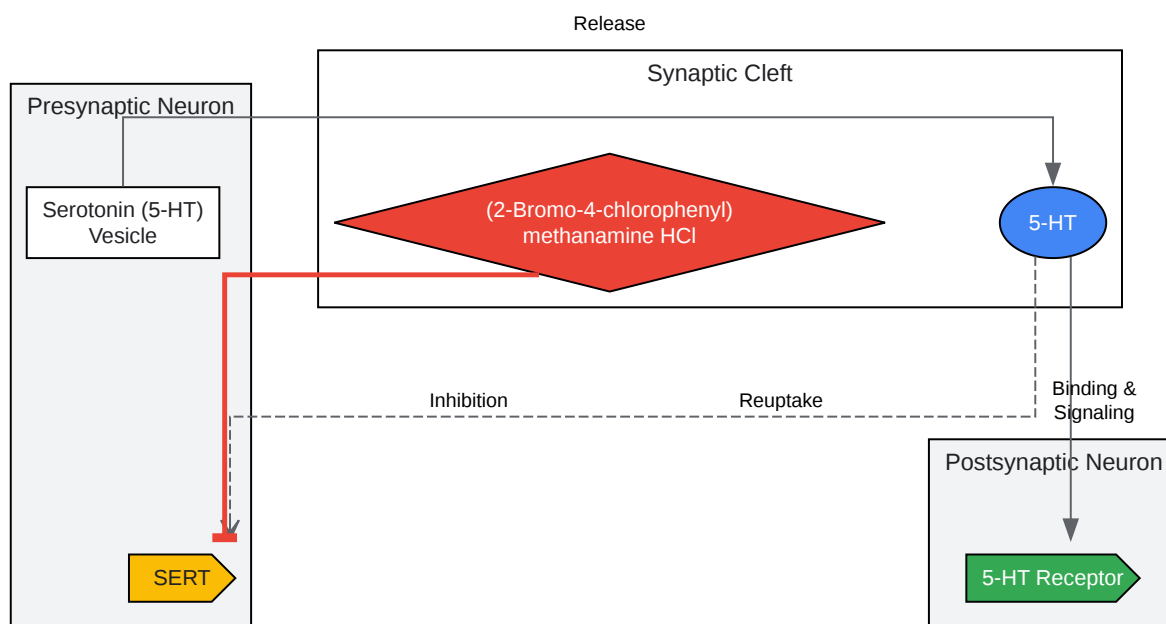 Release
Synaptic Cleft
Presynaptic Neuron
Serotonin (5-HT)
Vesicle
(2-Bromo-4-chlorophenyl)
methanamine HCl
5-HT
Inhibition
Reuptake
Binding &
Signaling
Postsynaptic Neuron
SERT
5-HT Receptor